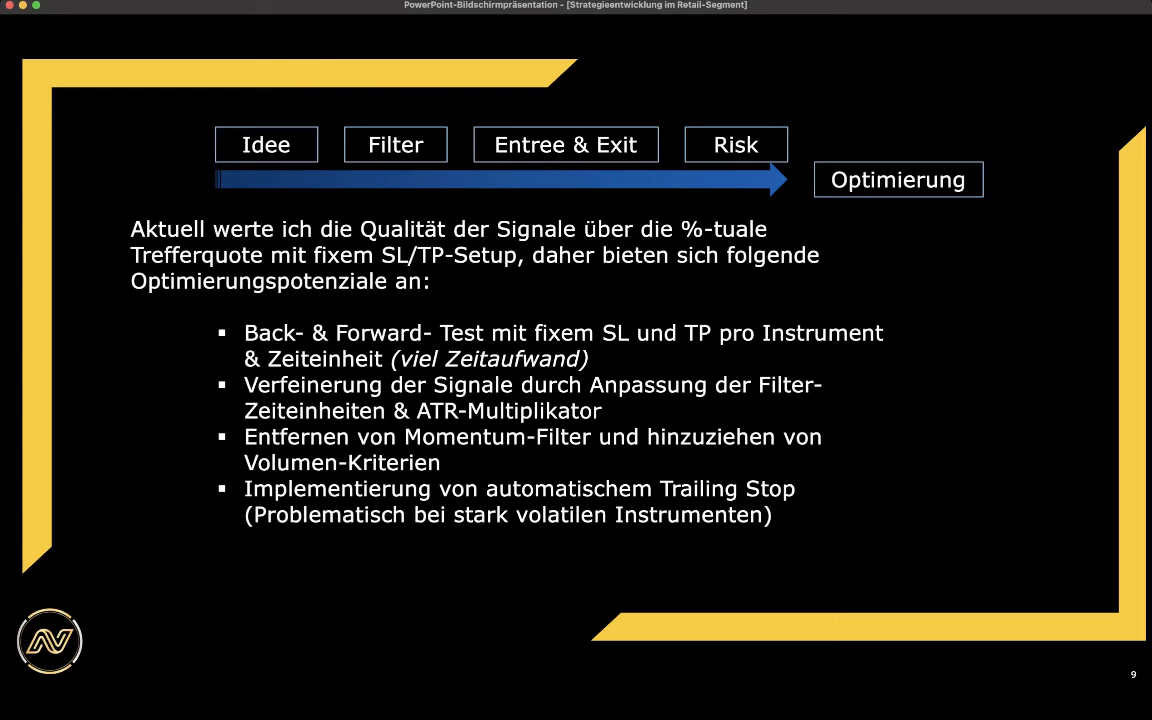 PowerPoint-Bildschirmpräsentation - [Strategieentwicklung im Retail-Segment]
Idee
Filter
Entree & Exit
Risk
Optimierung
Aktuell werte ich die Qualität der Signale über die %-tuale
Trefferquote mit fixem SL/TP-Setup, daher bieten sich folgende
Optimierungspotenziale an:
▪ Back- & Forward- Test mit fixem SL und TP pro Instrument
& Zeiteinheit (viel Zeitaufwand)
▪ Verfeinerung der Signale durch Anpassung der Filter-
Zeiteinheiten & ATR-Multiplikator
▪ Entfernen von Momentum-Filter und hinzuziehen von
Volumen-Kriterien
▪ Implementierung von automatischem Trailing Stop
(Problematisch bei stark volatilen Instrumenten)
9